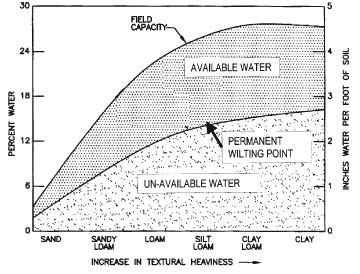 30
24
18
12
6
0
PERCENT WATER
FIELD
CAPACITY
AVAILABLE WATER
PERMANENT
WILTING POINT
UN-AVAILABLE WATER
5
4
3
2
1
0
INCHES WATER PER FOOT OF SOIL
SAND
SANDY
LOAM
LOAM
SILT
LOAM
CLAY
LOAM
CLAY
INCREASE IN TEXTURAL HEAVINESS